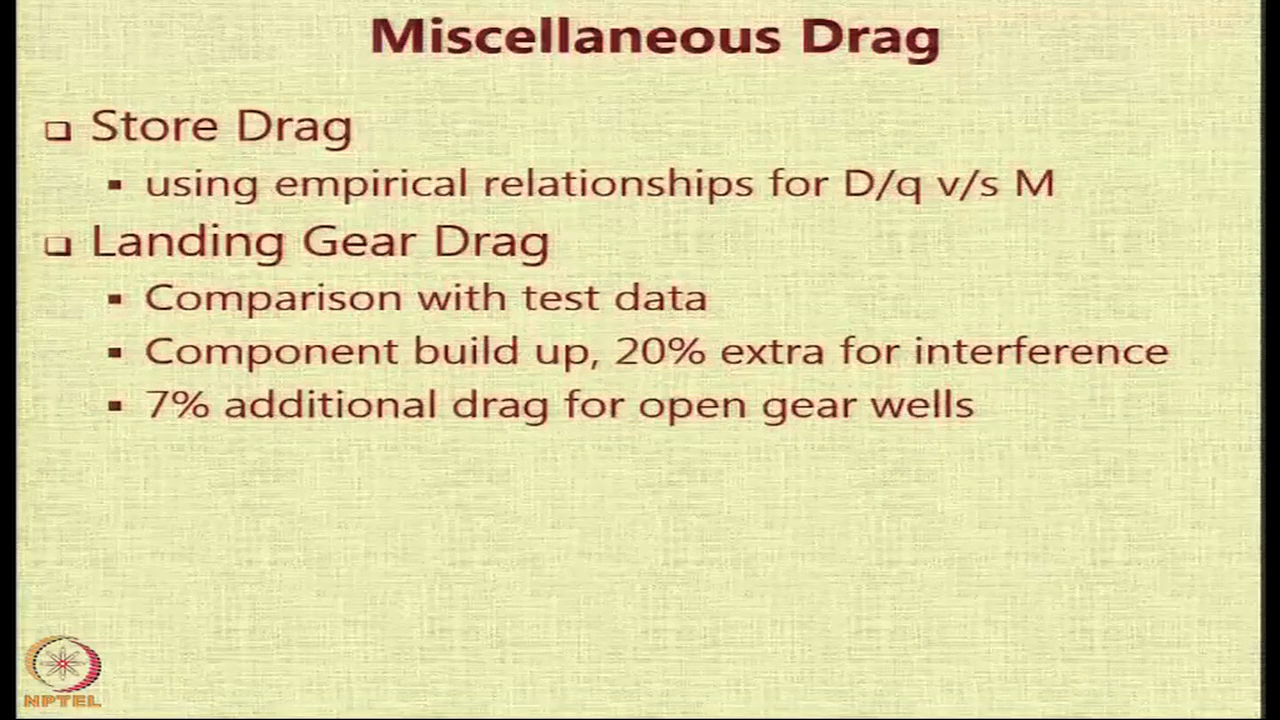 Miscellaneous Drag
Store Drag
using empirical relationships for D/q v/s M
Landing Gear Drag
Comparison with test data
Component build up, 20% extra for interference
7% additional drag for open gear wells
NPTEL